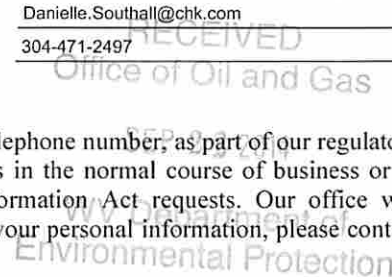 Danielle.Southall@chk.com
RECEIVED
304-471-2497
Office of Oil and Gas
lephone number, as part of our regulato
SEP 2014
s in the normal course of business or
ormation Act requests. Our office w
WV Department of
your personal information, please cont
Environmental Protection